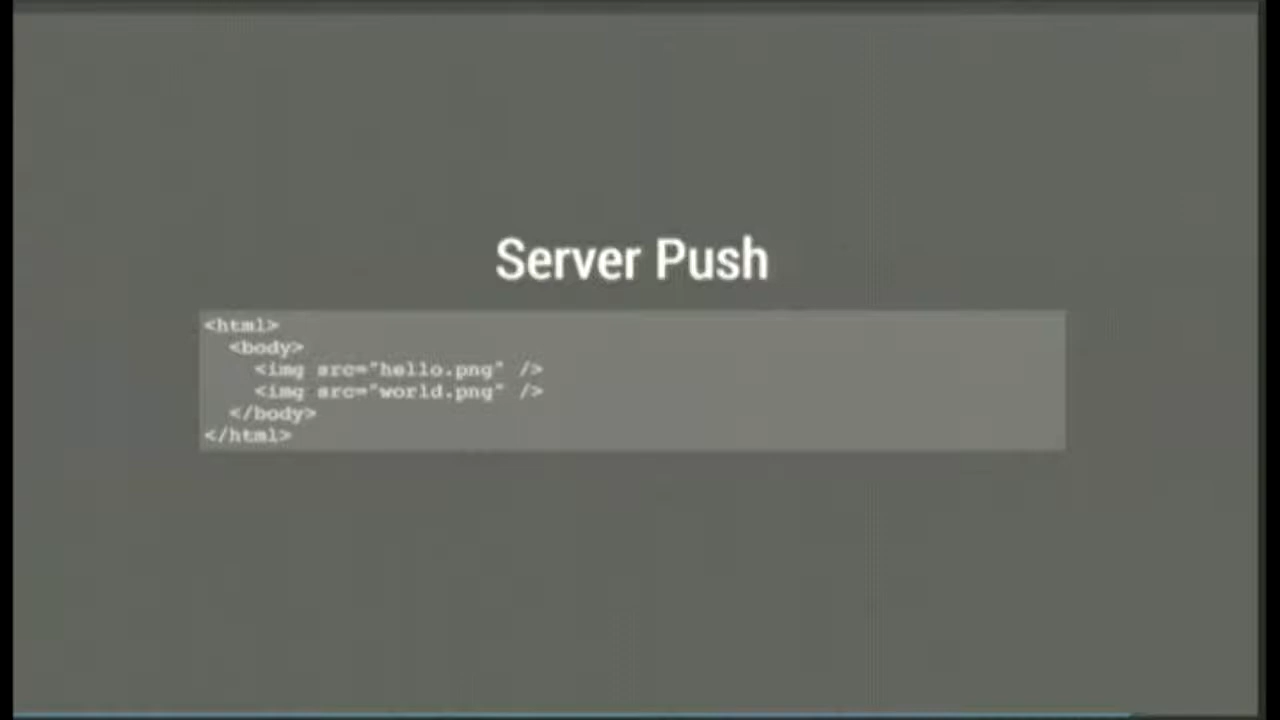 Server Push
<html>
  <body>
    <img src="hello.png" />
    <img src="world.png" />
  </body>
</html>